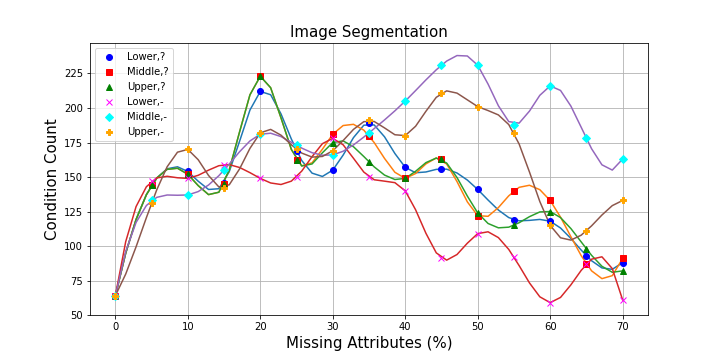 Image Segmentation
Lower,?
Middle,?
Upper,?
Lower,-
Middle,-
Upper,-
Condition Count
225
200
175
150
125
100
75
50
0
10
20
30
40
50
60
70
Missing Attributes (%)